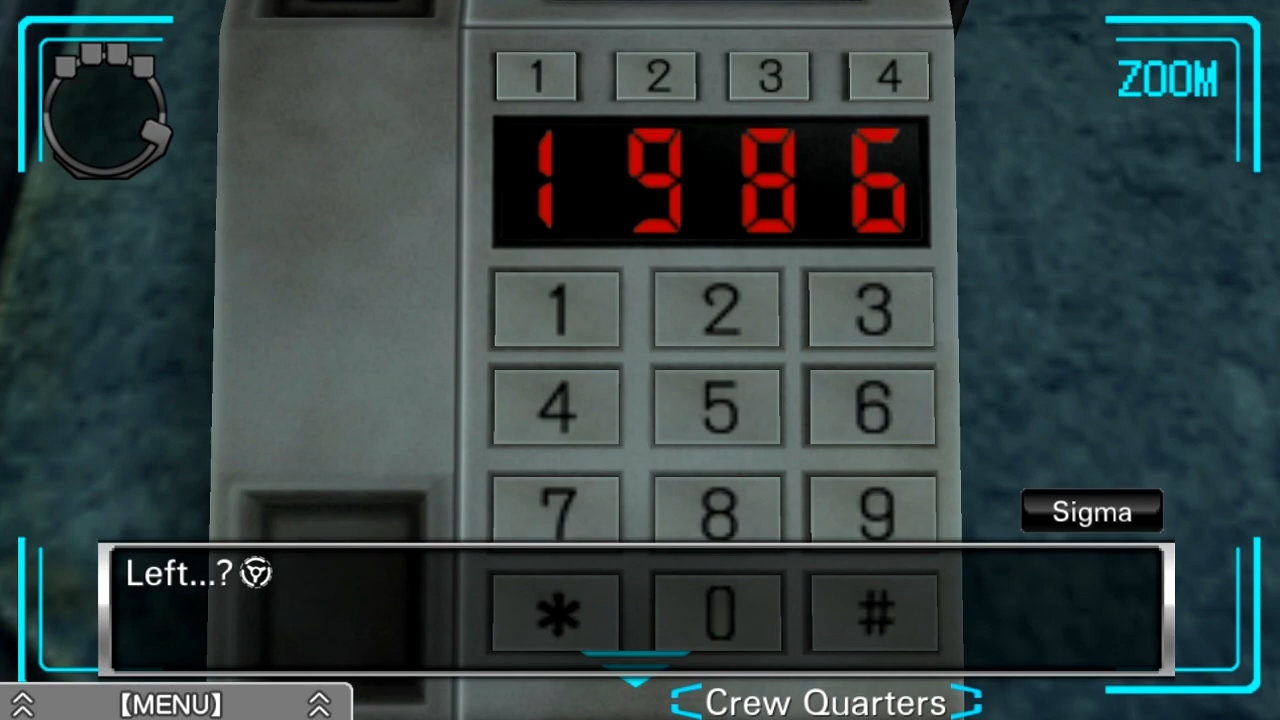 1 2 3 4
ZOOM
1986
1 2 3
4 5 6
7 8 9
* 0 #
Sigma
Left...?
[MENU]
Crew Quarters